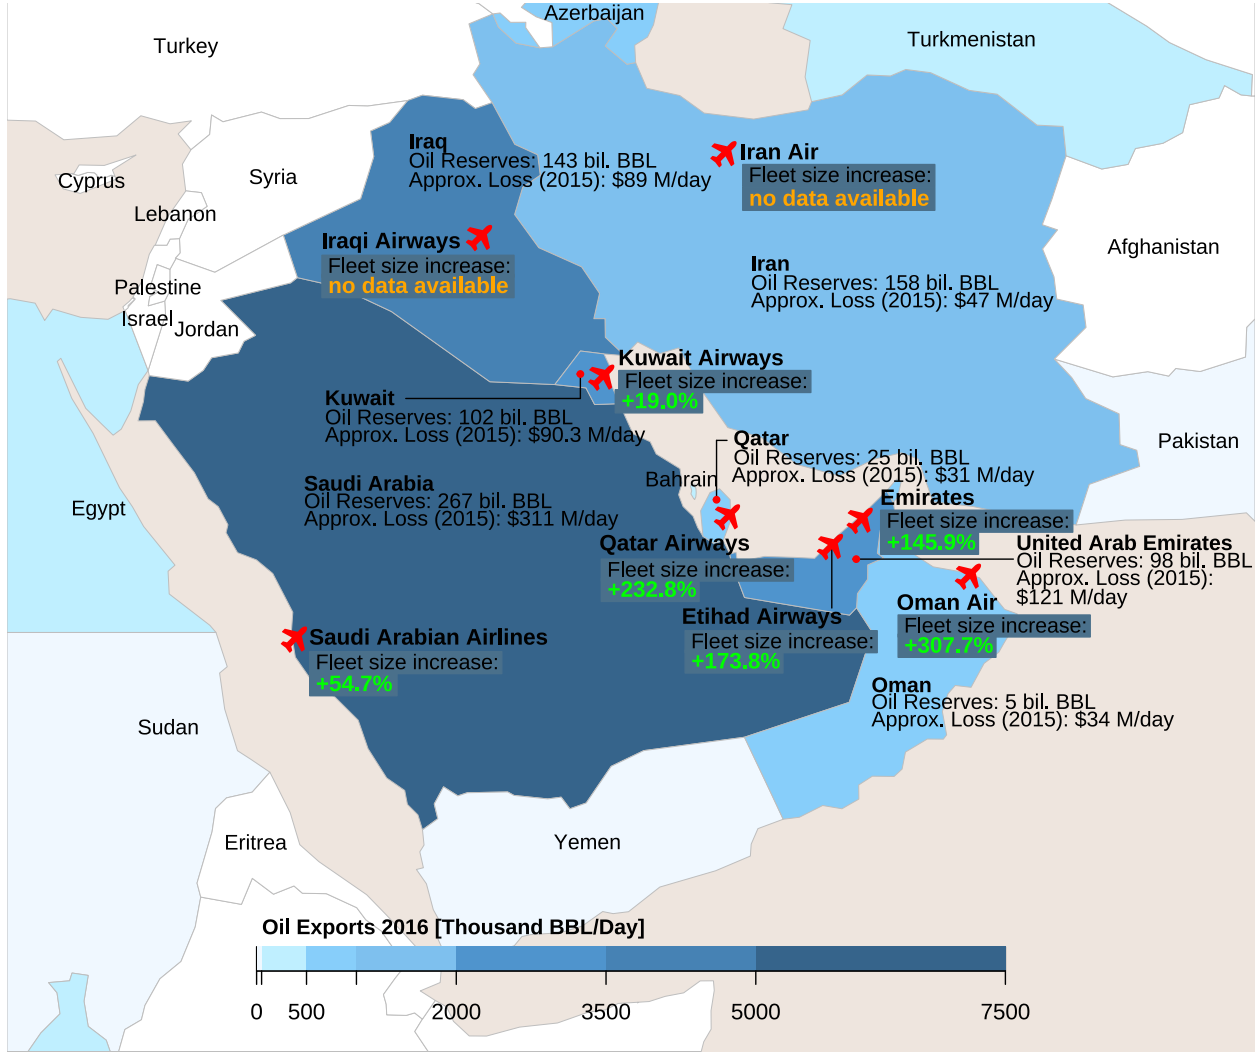 Azerbaijan
Turkey
Turkmenistan
Iraq
Oil Reserves: 143 bil. BBL
Approx. Loss (2015): $89 M/day
Iran Air
Fleet size increase:
no data available
Cyprus
Syria
Lebanon
Iraqi Airways
Fleet size increase:
no data available
Afghanistan
Iran
Oil Reserves: 158 bil. BBL
Approx. Loss (2015): $47 M/day
Palestine
Israel
Jordan
Kuwait Airways
Fleet size increase:
+19.0%
Kuwait
Oil Reserves: 102 bil. BBL
Approx. Loss (2015): $90.3 M/day
Qatar
Oil Reserves: 25 bil. BBL
Approx. Loss (2015): $31 M/day
Pakistan
Bahrain
Saudi Arabia
Oil Reserves: 267 bil. BBL
Approx. Loss (2015): $311 M/day
Egypt
Emirates
Fleet size increase:
+145.9%
Qatar Airways
Fleet size increase:
+232.8%
United Arab Emirates
Oil Reserves: 98 bil. BBL
Approx. Loss (2015):
$121 M/day
Etihad Airways
Fleet size increase:
+173.8%
Oman Air
Fleet size increase:
+307.7%
Saudi Arabian Airlines
Fleet size increase:
+54.7%
Oman
Oil Reserves: 5 bil. BBL
Approx. Loss (2015): $34 M/day
Sudan
Eritrea
Yemen
Oil Exports 2016 [Thousand BBL/Day]
0 500 2000 3500 5000 7500